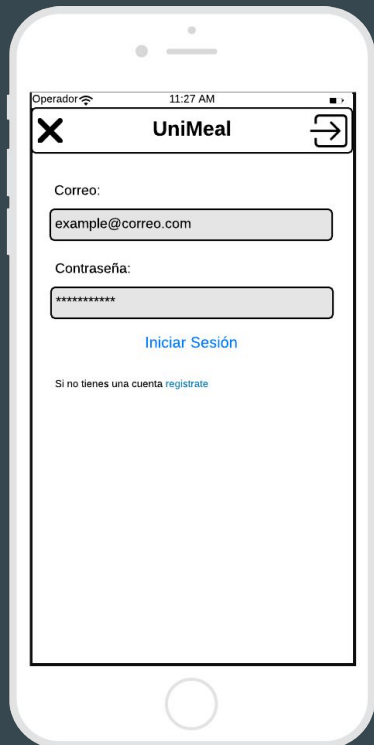 Operador 11:27 AM
UniMeal
Correo:
example@correo.com
Contraseña:
***********
Iniciar Sesión
Si no tienes una cuenta registrate